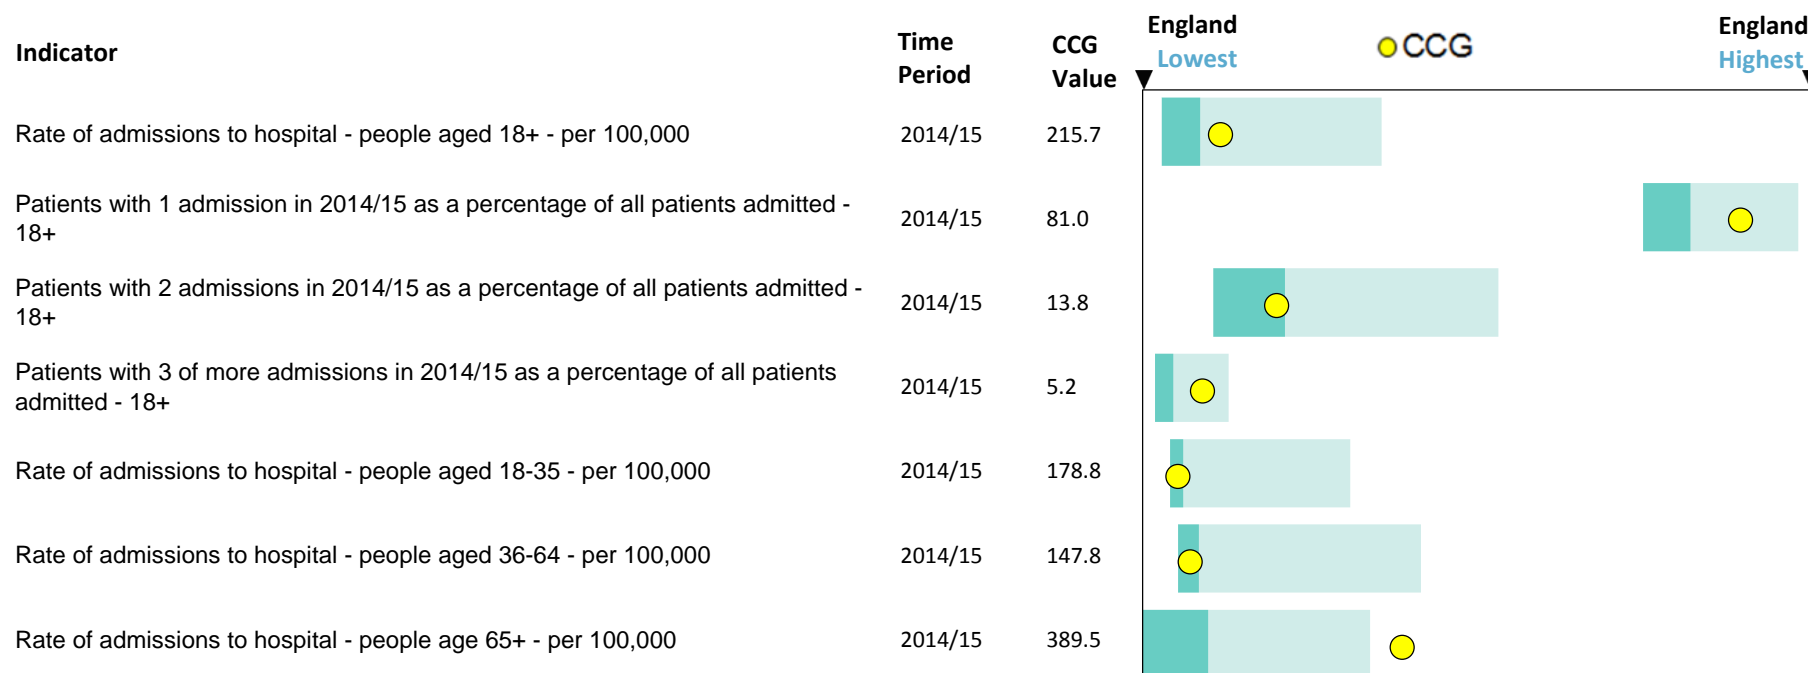 Indicator
Time Period
CCG Value
England Lowest
CCG
England Highest
Rate of admissions to hospital - people aged 18+ - per 100,000 2014/15 215.7
Patients with 1 admission in 2014/15 as a percentage of all patients admitted -
18+ 2014/15 81.0
Patients with 2 admissions in 2014/15 as a percentage of all patients admitted -
18+ 2014/15 13.8
Patients with 3 of more admissions in 2014/15 as a percentage of all patients
admitted - 18+ 2014/15 5.2
Rate of admissions to hospital - people aged 18-35 - per 100,000 2014/15 178.8
Rate of admissions to hospital - people aged 36-64 - per 100,000 2014/15 147.8
Rate of admissions to hospital - people age 65+ - per 100,000 2014/15 389.5